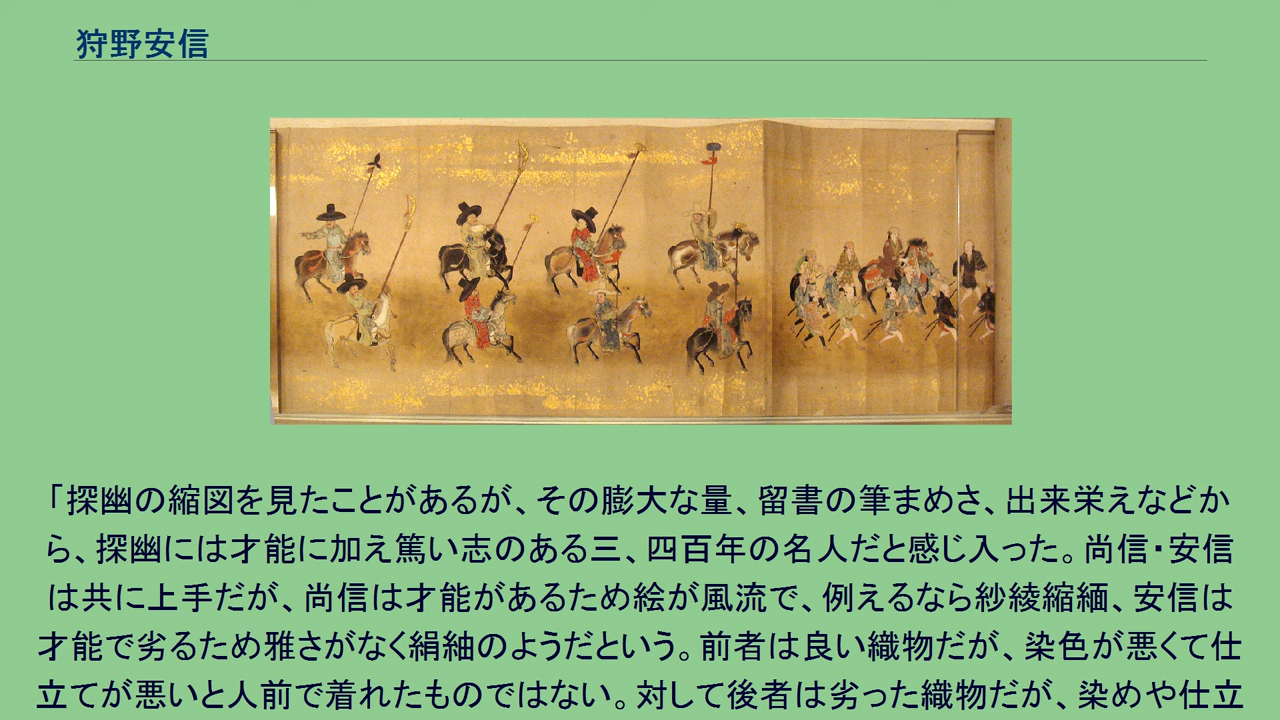 狩野安信
「探幽の縮図を見たことがあるが、その膨大な量、留書の筆まめさ、出来栄えなどか
ら、探幽には才能に加え篤い志のある三、四百年の名人だと感じ入った。尚信・安信
は共に上手だが、尚信は才能があるため絵が風流で、例えるなら紗綾縮緬、安信は
才能で劣るため雅さがなく絹紬のようだという。前者は良い織物だが、染色が悪くて仕
立てが悪いと人前で着れたものではない。対して後者は劣った織物だが、染めや仕立